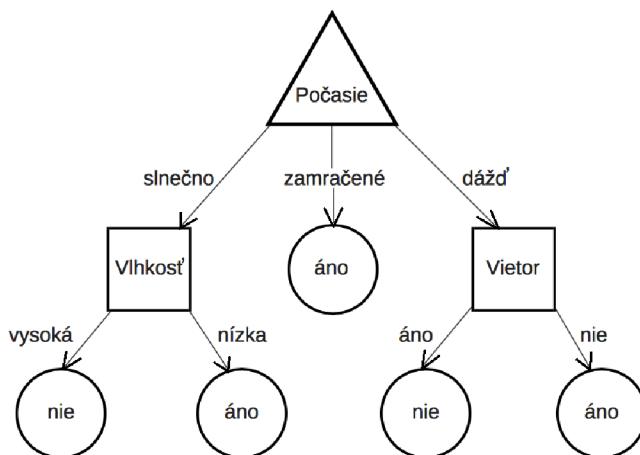 Počasie
slnečno
zamračené
dážď
Vlhkosť
áno
Vietor
vysoká
nízka
áno
nie
nie
áno
nie
áno